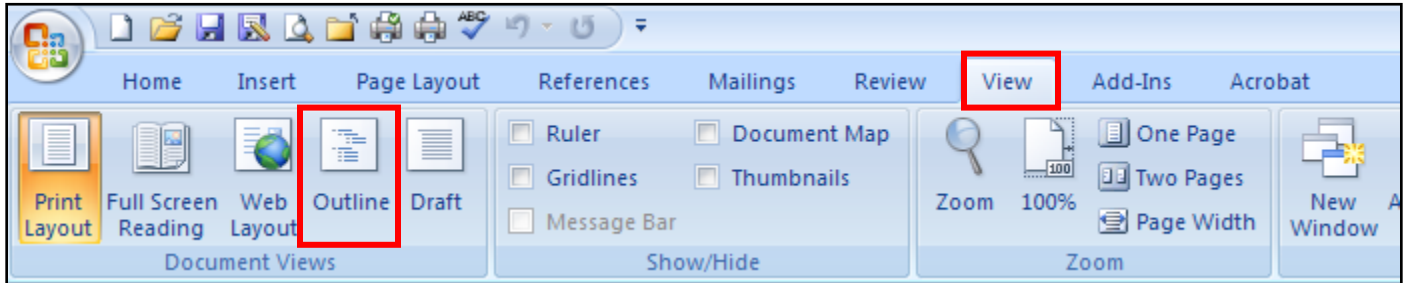 ABC
Home Insert Page Layout References Mailings Review View Add-Ins Acrobat
Ruler Document Map One Page
100
Gridlines Thumbnails Two Pages
Print Full Screen Web Outline Draft Zoom 100% New
Layout Reading Layout Message Bar Page Width Window
Document Views Show/Hide Zoom